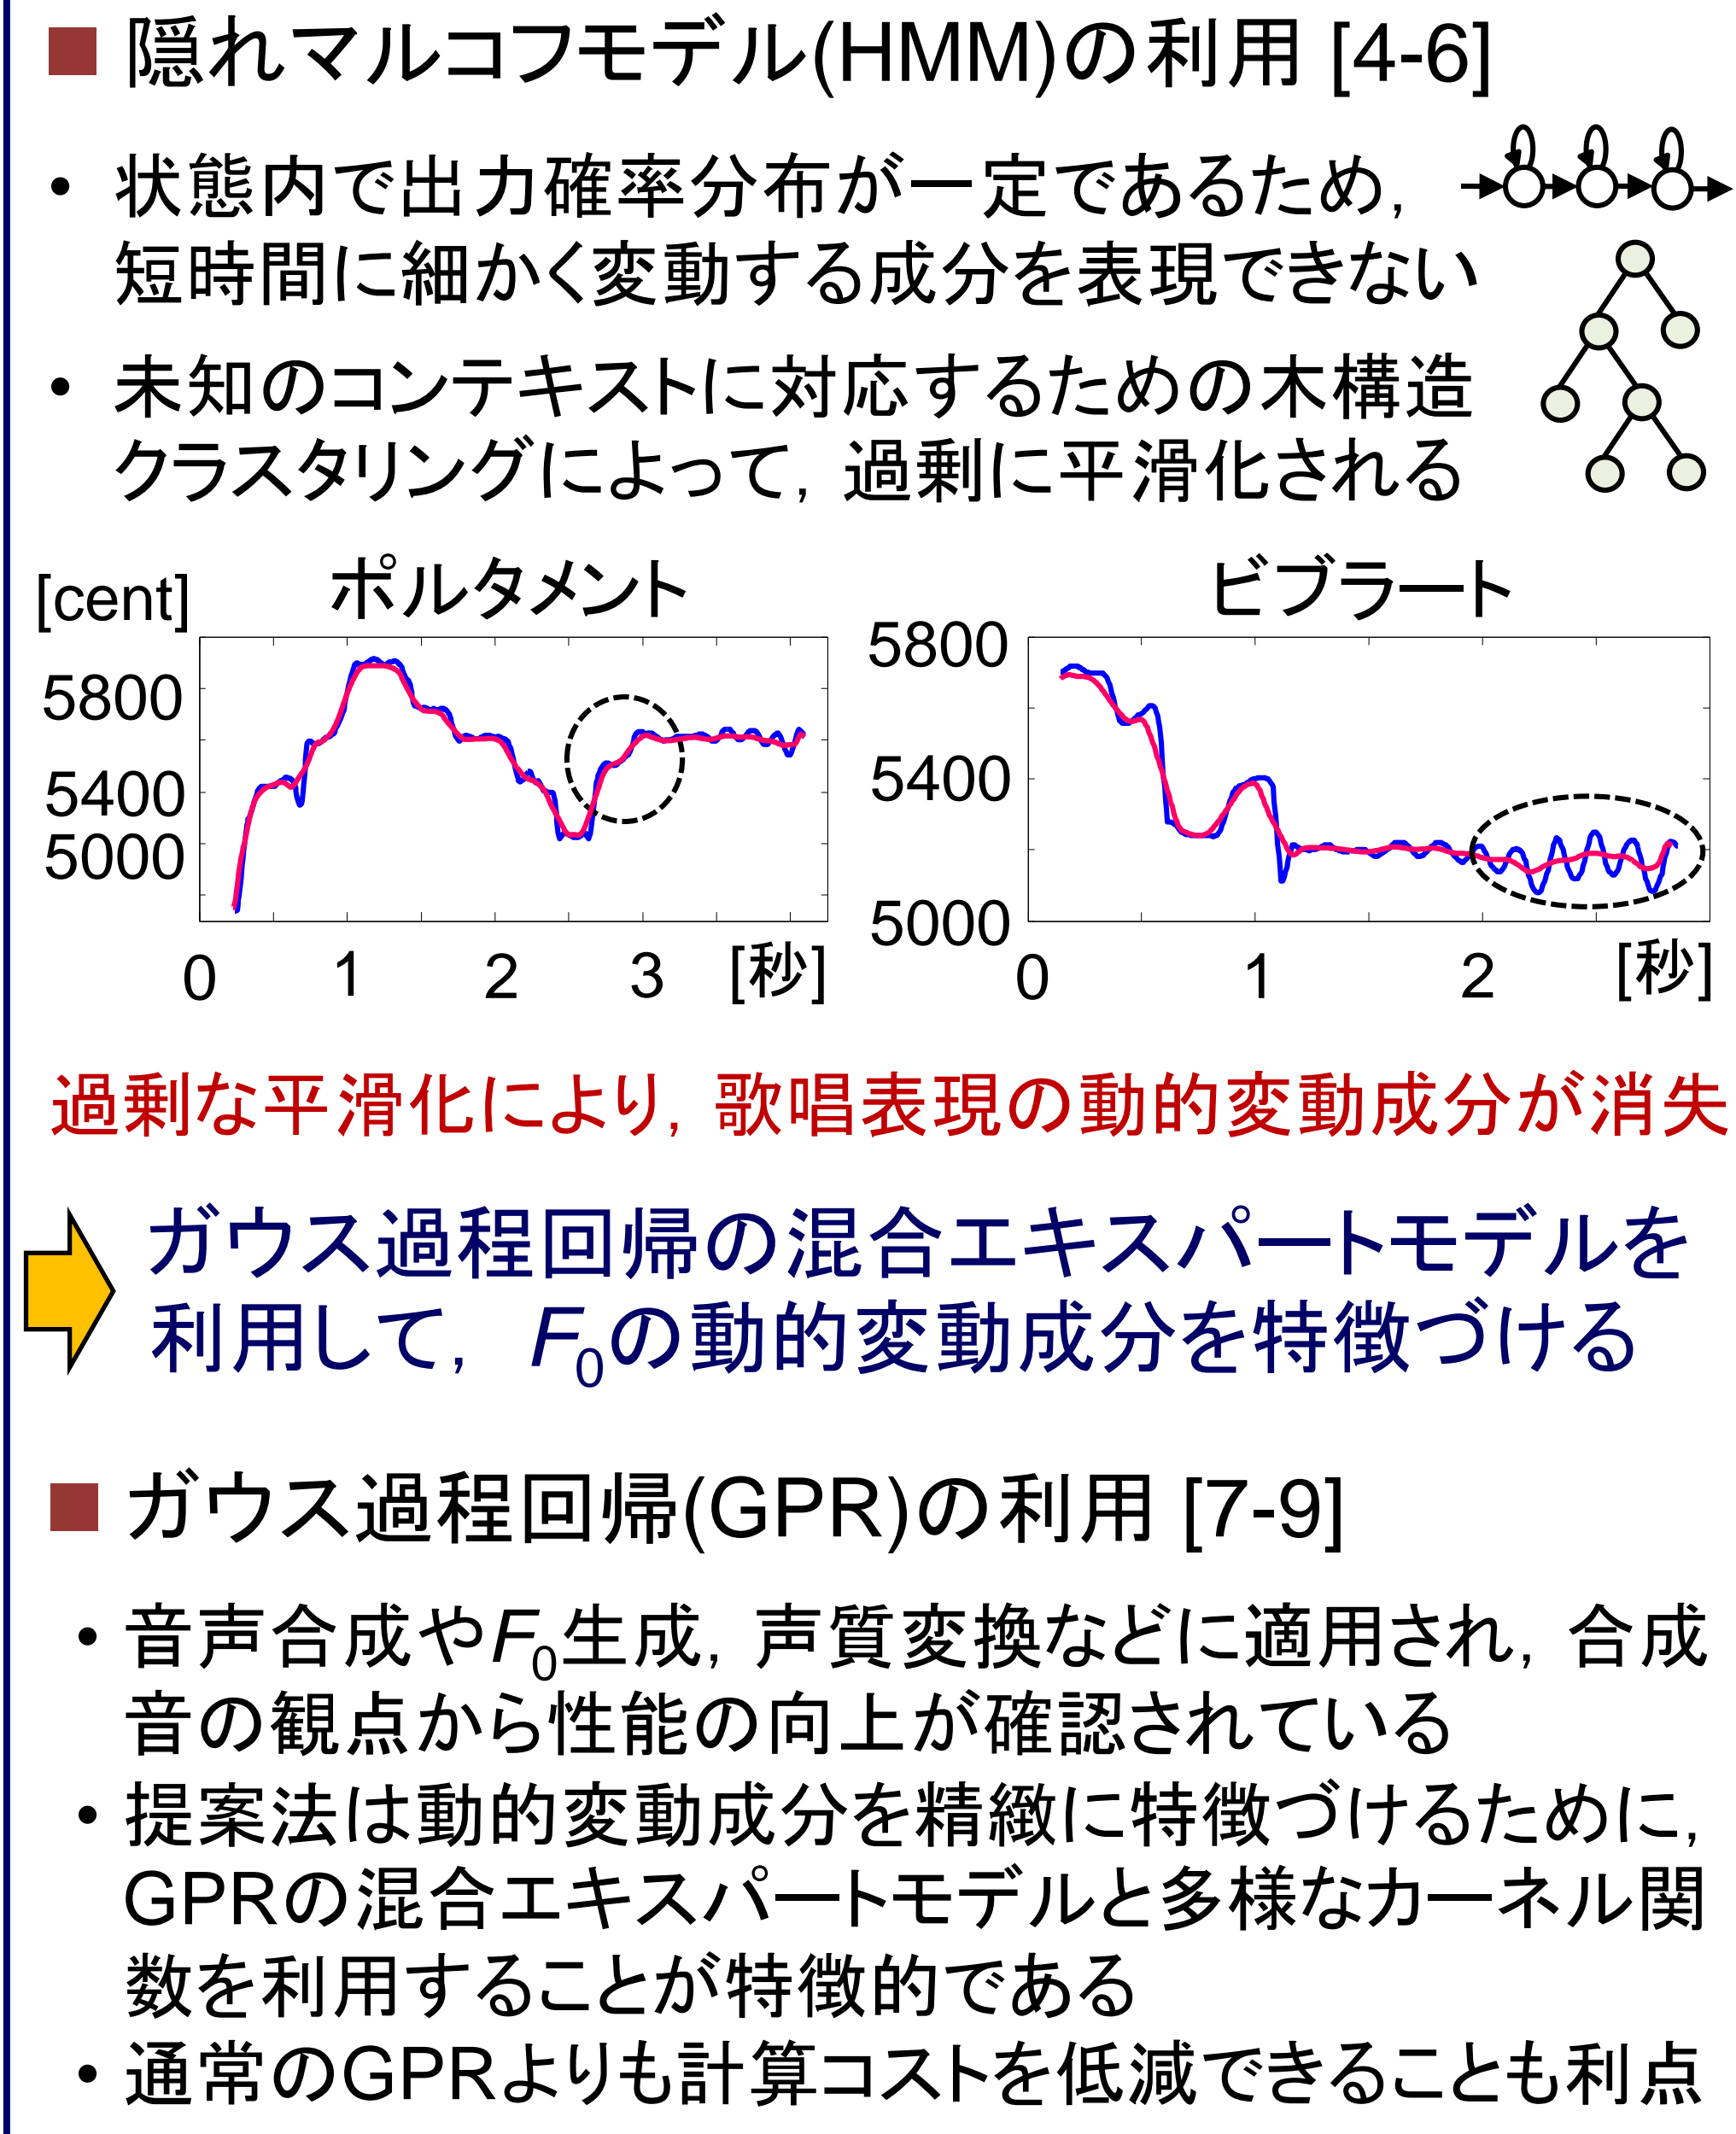 隠れマルコフモデル(HMM)の利用 [4-6]
• 状態内で出力確率分布が一定であるため，
短時間に細かく変動する成分を表現できない
• 未知のコンテキストに対応するための木構造
クラスタリングによって，過剰に平滑化される
[cent] ポルタメント
5800
5400
5000
0 1 2 3 [秒]
ビブラート
5800
5400
5000
0 1 2 [秒]
過剰な平滑化により，歌唱表現の動的変動成分が消失
ガウス過程回帰の混合エキスパートモデルを
利用して，F0の動的変動成分を特徴づける
ガウス過程回帰(GPR)の利用 [7-9]
• 音声合成やF0生成，声質変換などに適用され，合成
音の観点から性能の向上が確認されている
• 提案法は動的変動成分を精緻に特徴づけるために，
GPRの混合エキスパートモデルと多様なカーネル関
数を利用することが特徴的である
• 通常のGPRよりも計算コストを低減できることも利点